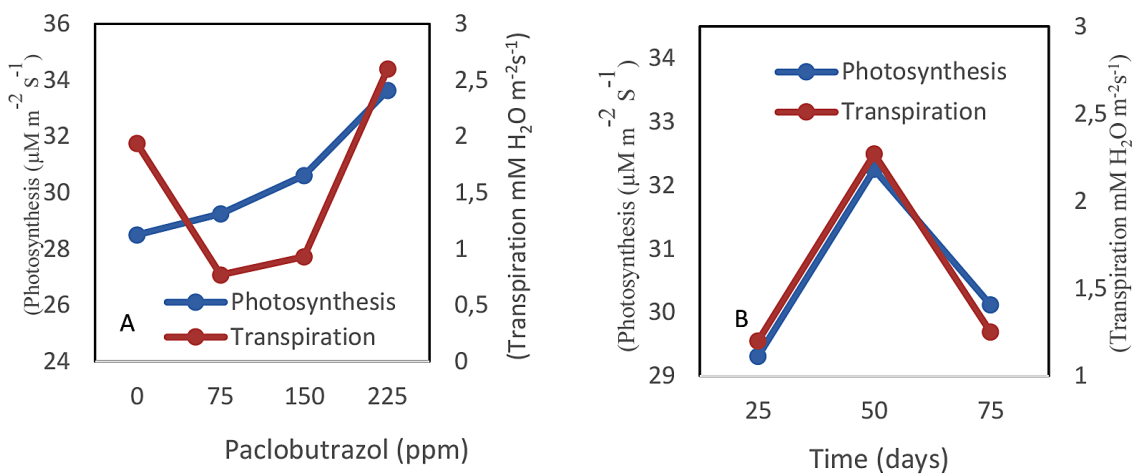 (Photosynthesis (µM m⁻² S⁻¹)
36
34
32
30
28
26
24
3
2,5
2
1,5
1
0,5
0
(Transpiration mM H₂O m⁻²s⁻¹)
Photosynthesis
Transpiration
A
0 75 150 225
Paclobutrazol (ppm)
(Photosynthesis (µM m⁻² S⁻¹)
34
33
32
31
30
29
3
2,5
2
1,5
1
(Transpiration mM H₂O m⁻²s⁻¹)
Photosynthesis
Transpiration
B
25 50 75
Time (days)